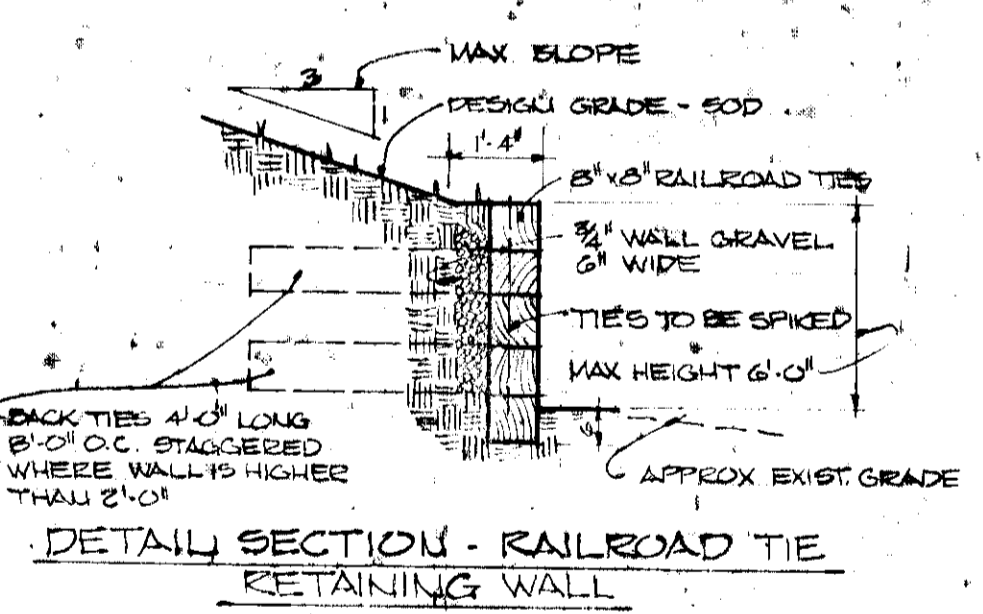 MAX SLOPE
3
1
DESIGN GRADE - SOD
1'-4"
8"x8" RAILROAD TIES
3/4" WALL GRAVEL
6" WIDE
TIES TO BE SPIKED
MAX HEIGHT 6'-0"
6"
BACK TIES 4'-0" LONG
8'-0" O.C. STAGGERED
WHERE WALL IS HIGHER
THAN 2'-0"
APPROX EXIST. GRADE
DETAIL SECTION - RAILROAD TIE
RETAINING WALL